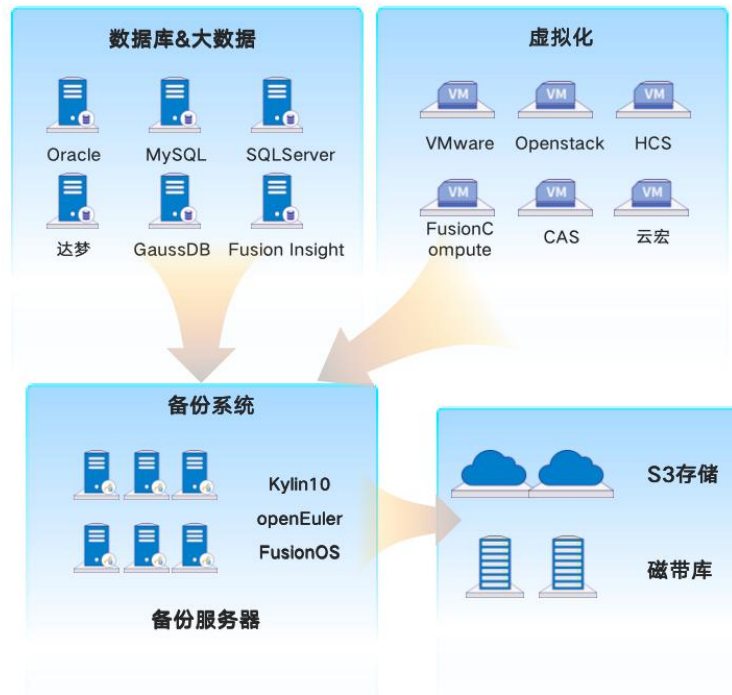 数据库&大数据
Oracle
MySQL
SQLServer
达梦
GaussDB
Fusion Insight
虚拟化
VM
VM
VM
VMware
Openstack
HCS
VM
VM
VM
FusionC
ompute
CAS
云宏
备份系统
Kylin10
openEuler
FusionOS
备份服务器
S3存储
磁带库